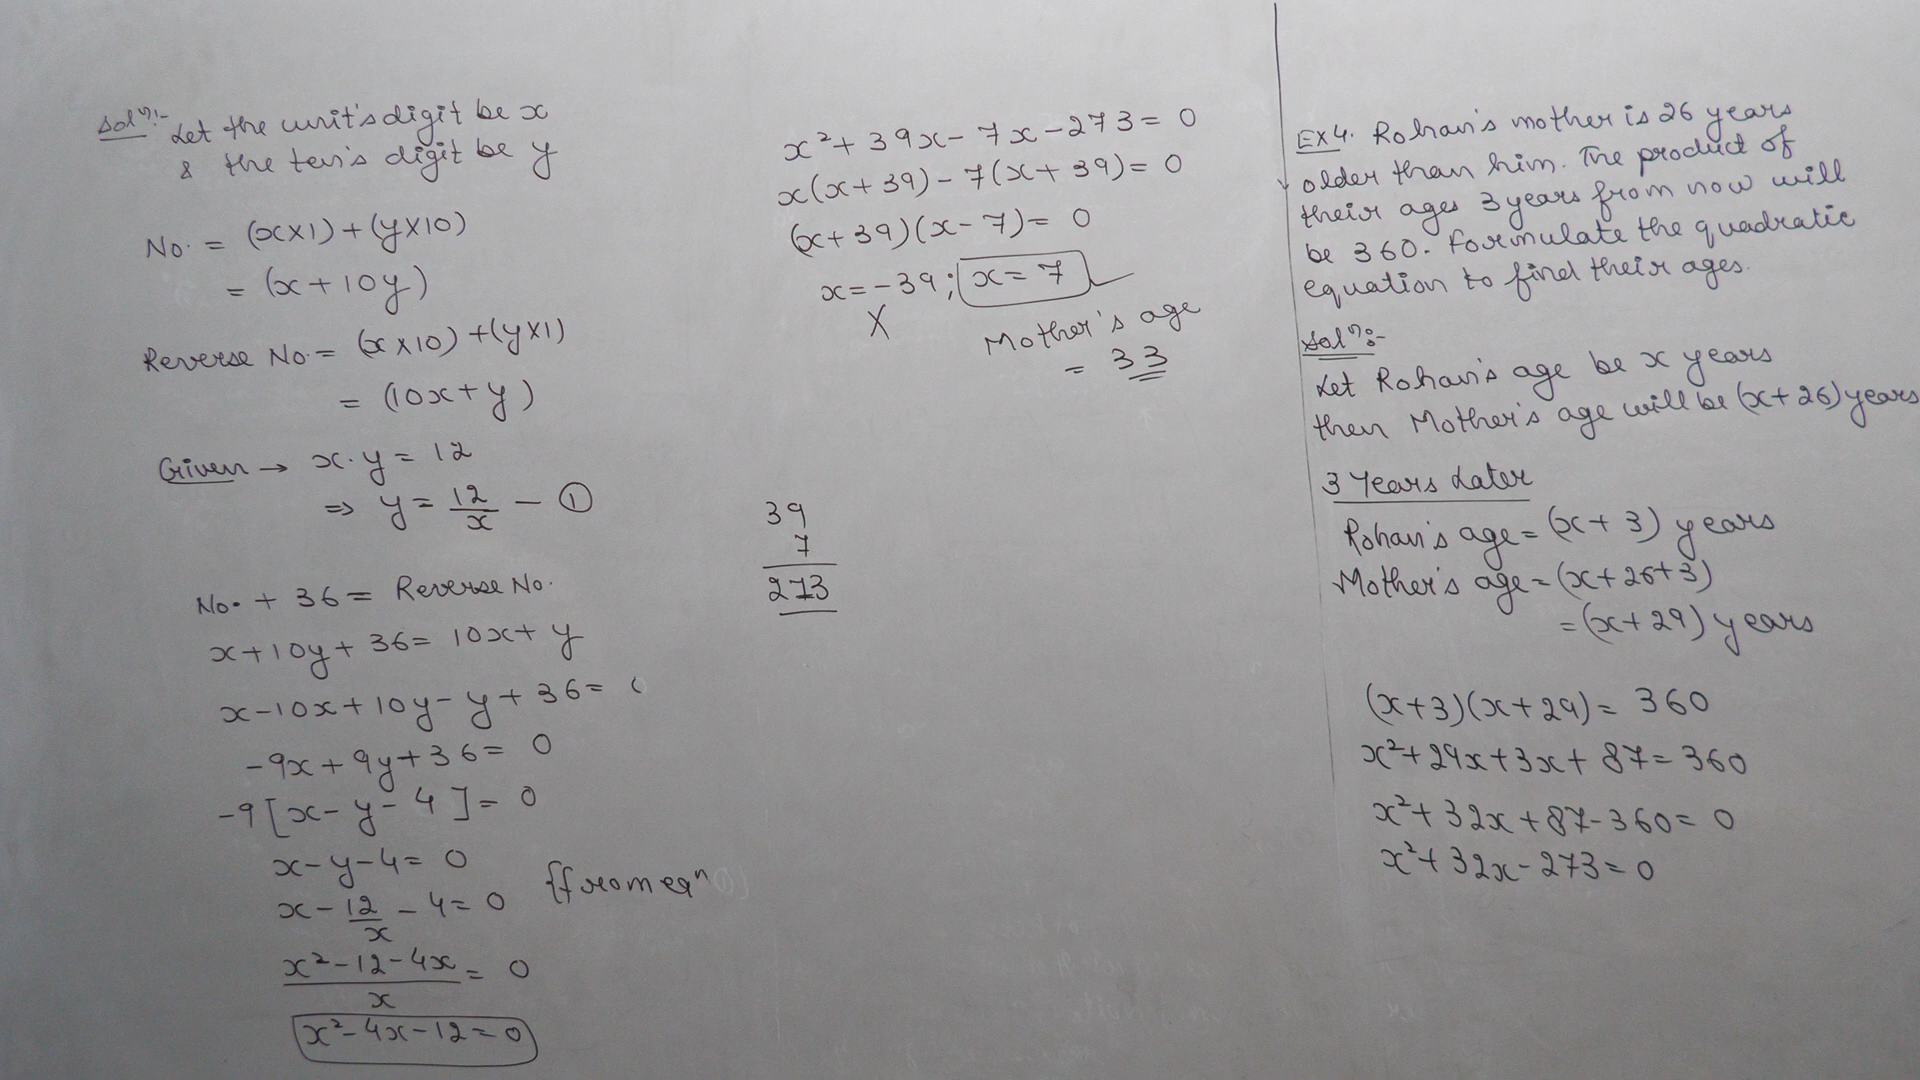 Solⁿ:-
Let the unit's digit be x
& the ten's digit be y
No. = (x×1)+(y×10)
= (x+10y)
Reverse No. = (x×10)+(y×1)
= (10x+y)
Given → x·y = 12
⇒ y = 12/x - ①
No. + 36 = Reverse No.
x+10y+36 = 10x+y
x-10x+10y-y+36=
-9x+9y+36= 0
-9[x-y-4]= 0
x-y-4= 0
x-12/x-4= 0 {from eqⁿ
(x²-12-4x)/x = 0
x²-4x-12=0
x²+39x-7x-273= 0
x(x+39)-7(x+39)= 0
(x+39)(x-7)= 0
x=-39; x=7
X
Mother's age
= 33
39
7
273
EX4. Rohan's mother is 26 years
older than him. The product of
their ages 3 years from now will
be 360. Formulate the quadratic
equation to find their ages.
Solⁿ:-
Let Rohan's age be x years
then Mother's age will be (x+26) years
3 Years Later
Rohan's age = (x+3) years
Mother's age = (x+26+3)
= (x+29) years
(x+3)(x+29)= 360
x²+29x+3x+87=360
x²+32x+87-360= 0
x²+32x-273=0